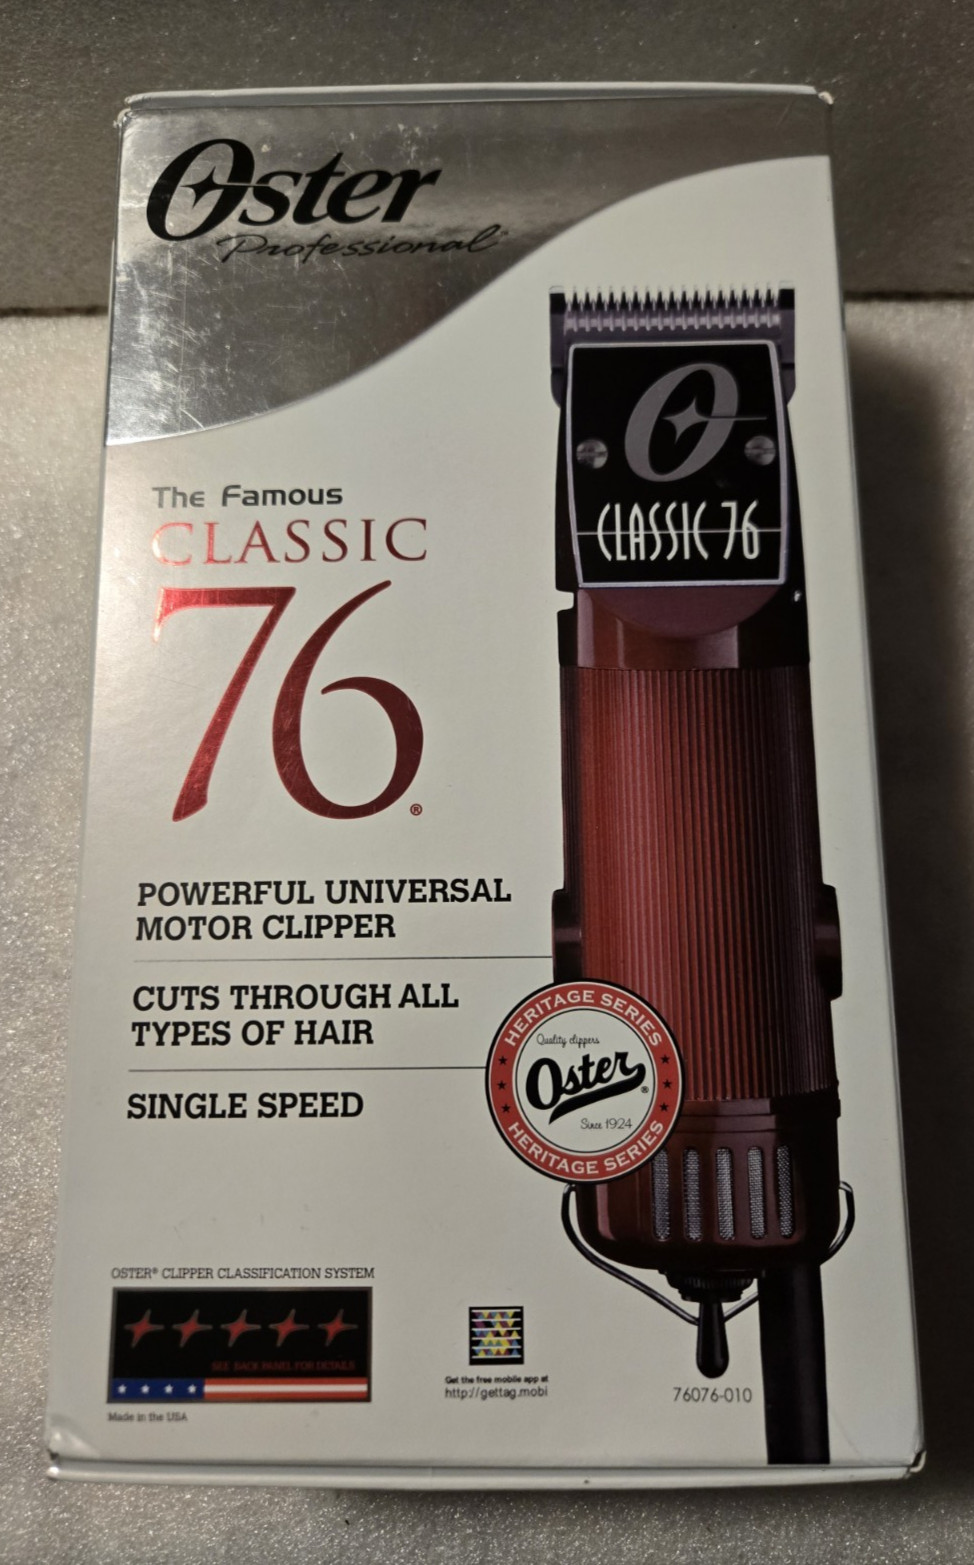 Oster
Professional®
The Famous
CLASSIC
76®
O
CLASSIC 76
POWERFUL UNIVERSAL
MOTOR CLIPPER
CUTS THROUGH ALL
TYPES OF HAIR
SINGLE SPEED
HERITAGE SERIES
Quality clippers
Oster®
Since 1924
HERITAGE SERIES
OSTER® CLIPPER CLASSIFICATION SYSTEM
SEE BACK PANEL FOR DETAILS
Made in the USA
Get the free mobile app at
http://gettag.mobi
76076-010